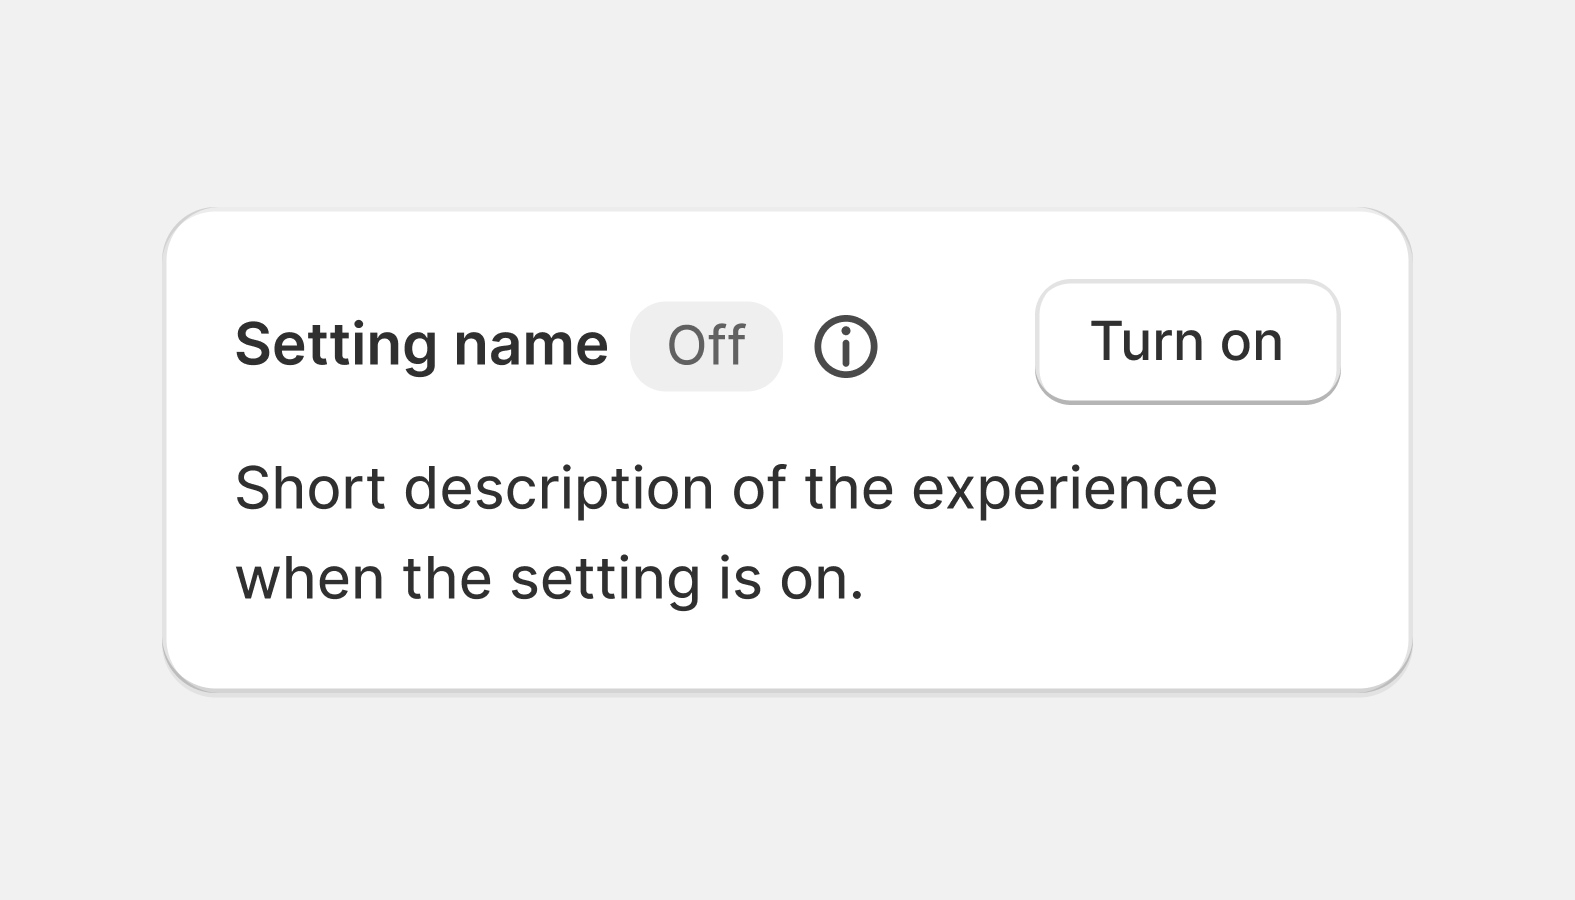 Setting name Off Turn on
Short description of the experience
when the setting is on.